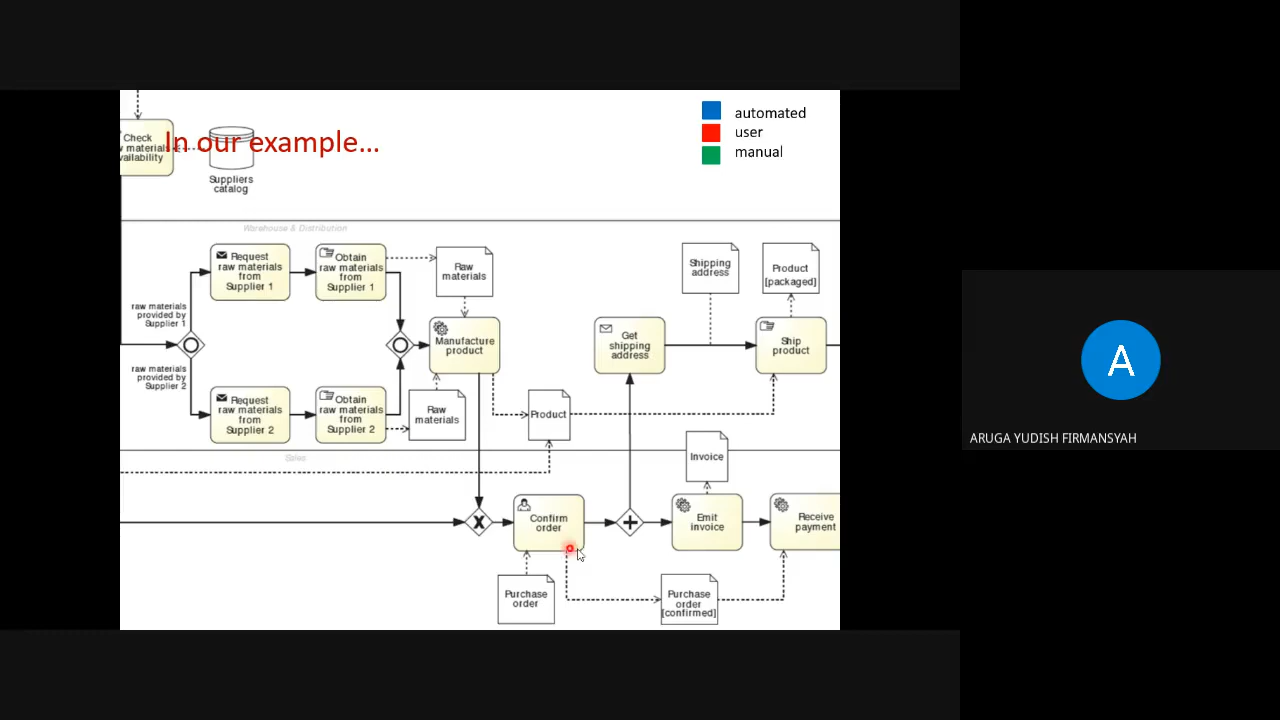 In our example...
automated
user
manual
Check
w materials
vailability
Suppliers
catalog
Warehouse & Distribution
Request
raw materials
from
Supplier 1
Obtain
raw materials
from
Supplier 1
Raw
materials
Shipping
address
Product
[packaged]
raw materials
provided by
Supplier 1
Manufacture
product
Get
shipping
address
Ship
product
raw materials
provided by
Supplier 2
Request
raw materials
from
Supplier 2
Obtain
raw materials
from
Supplier 2
Raw
materials
Product
A
ARUGA YUDISH FIRMANSYAH
Sales
Invoice
X
Confirm
order
+
Emit
invoice
Receive
payment
Purchase
order
Purchase
order
[confirmed]